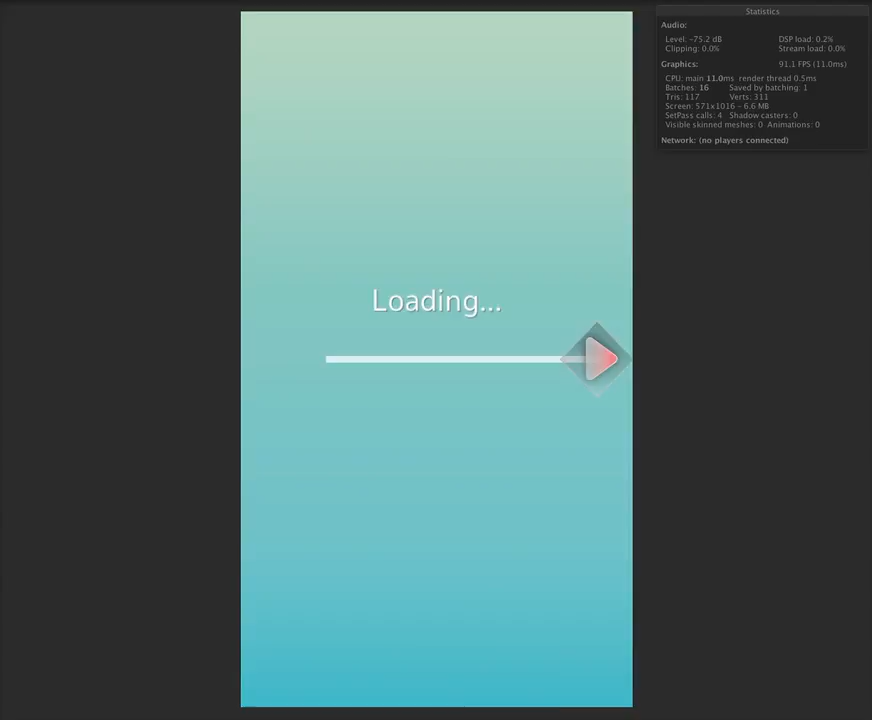 Statistics
Audio:
Level: -75.2 dB DSP load: 0.2%
Clipping: 0.0% Stream load: 0.0%
Graphics: 91.1 FPS (11.0ms)
CPU: main 11.0ms render thread 0.5ms
Batches: 16 Saved by batching: 1
Tris: 117 Verts: 311
Screen: 571x1016 - 6.6 MB
SetPass calls: 4 Shadow casters: 0
Visible skinned meshes: 0 Animations: 0
Network: (no players connected)
Loading...